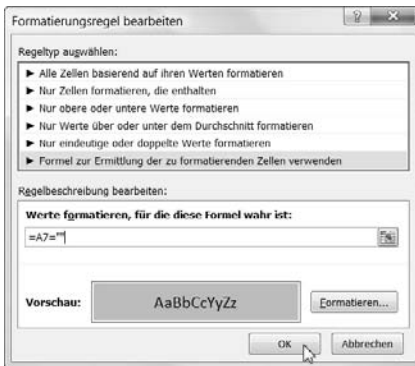 Formatierungsregel bearbeiten
Regeltyp auswählen:
► Alle Zellen basierend auf ihren Werten formatieren
► Nur Zellen formatieren, die enthalten
► Nur obere oder untere Werte formatieren
► Nur Werte über oder unter dem Durchschnitt formatieren
► Nur eindeutige oder doppelte Werte formatieren
► Formel zur Ermittlung der zu formatierenden Zellen verwenden
Regelbeschreibung bearbeiten:
Werte formatieren, für die diese Formel wahr ist:
=A7=""
Vorschau: AaBbCcYyZz Formatieren...
OK Abbrechen